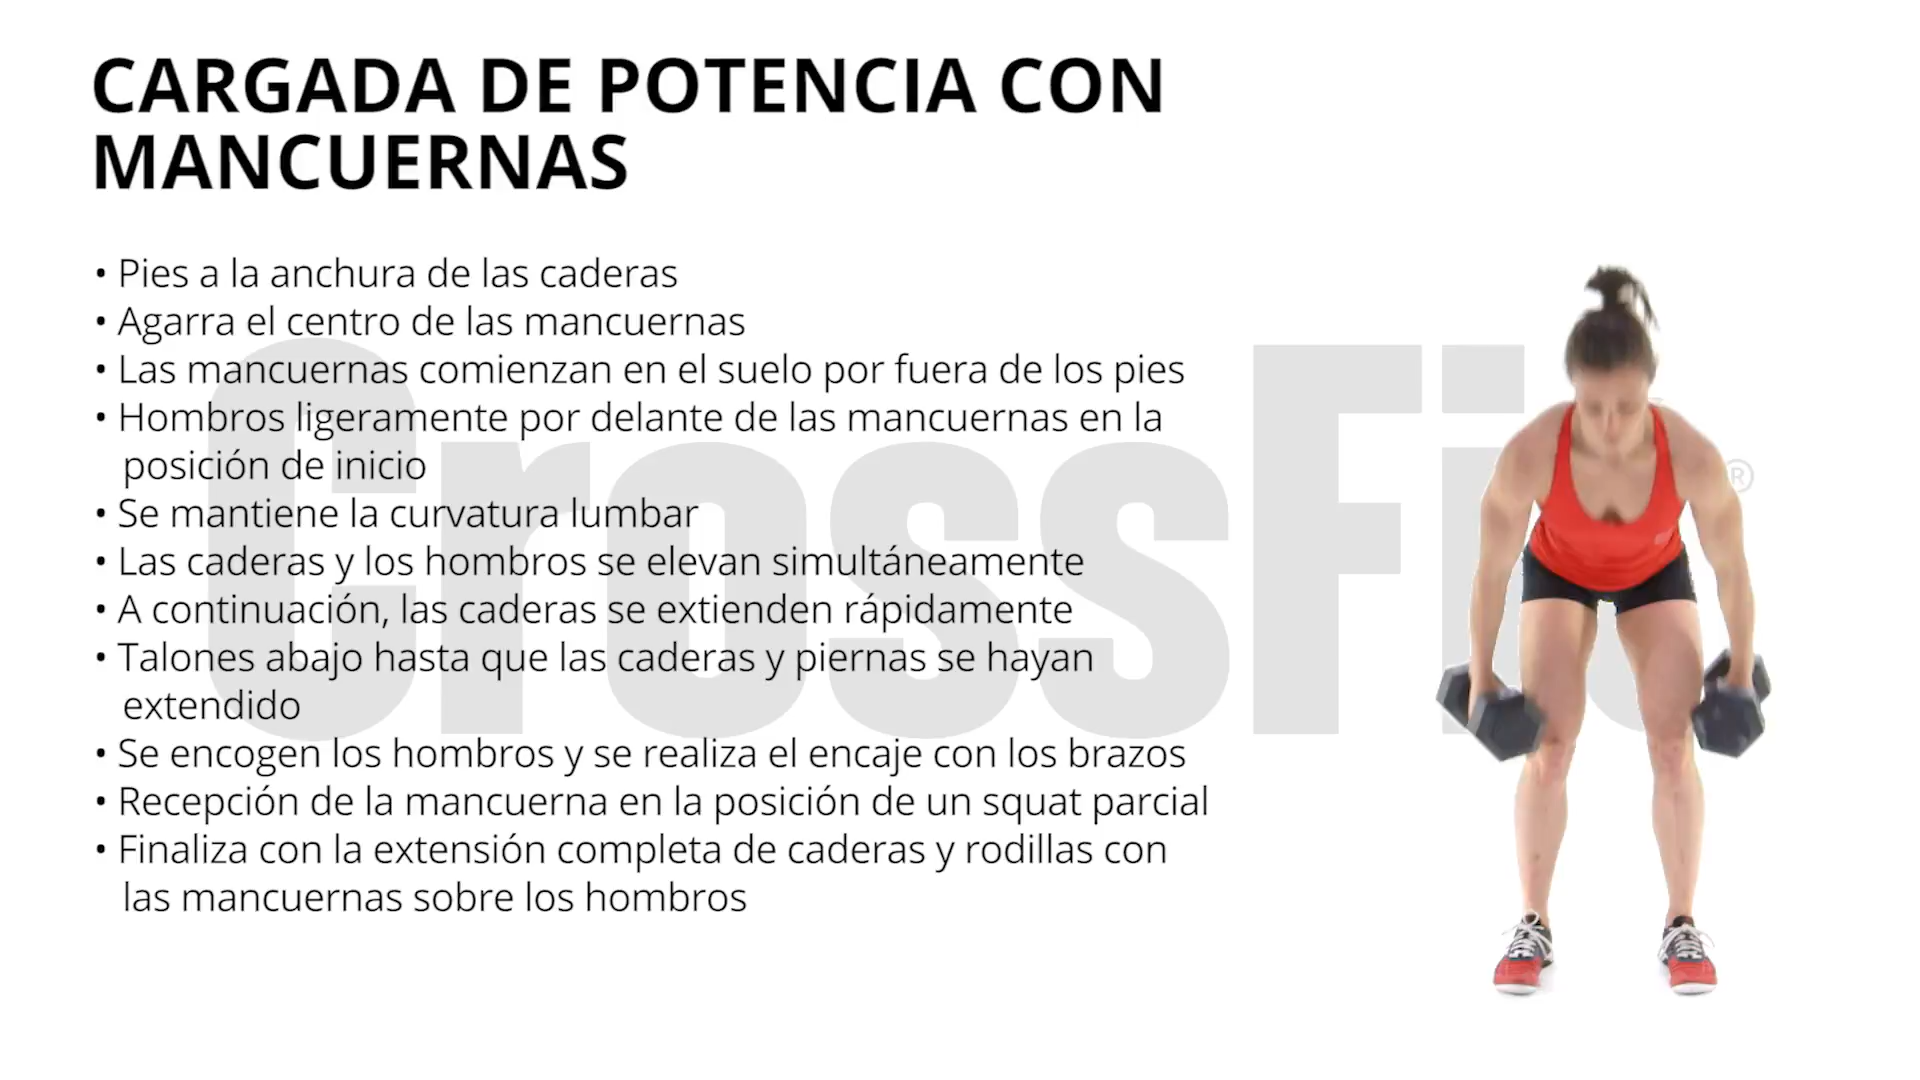 CARGADA DE POTENCIA CON
MANCUERNAS
• Pies a la anchura de las caderas
• Agarra el centro de las mancuernas
• Las mancuernas comienzan en el suelo por fuera de los pies
• Hombros ligeramente por delante de las mancuernas en la
posición de inicio
• Se mantiene la curvatura lumbar
• Las caderas y los hombros se elevan simultáneamente
• A continuación, las caderas se extienden rápidamente
• Talones abajo hasta que las caderas y piernas se hayan
extendido
• Se encogen los hombros y se realiza el encaje con los brazos
• Recepción de la mancuerna en la posición de un squat parcial
• Finaliza con la extensión completa de caderas y rodillas con
las mancuernas sobre los hombros
CrossFit®